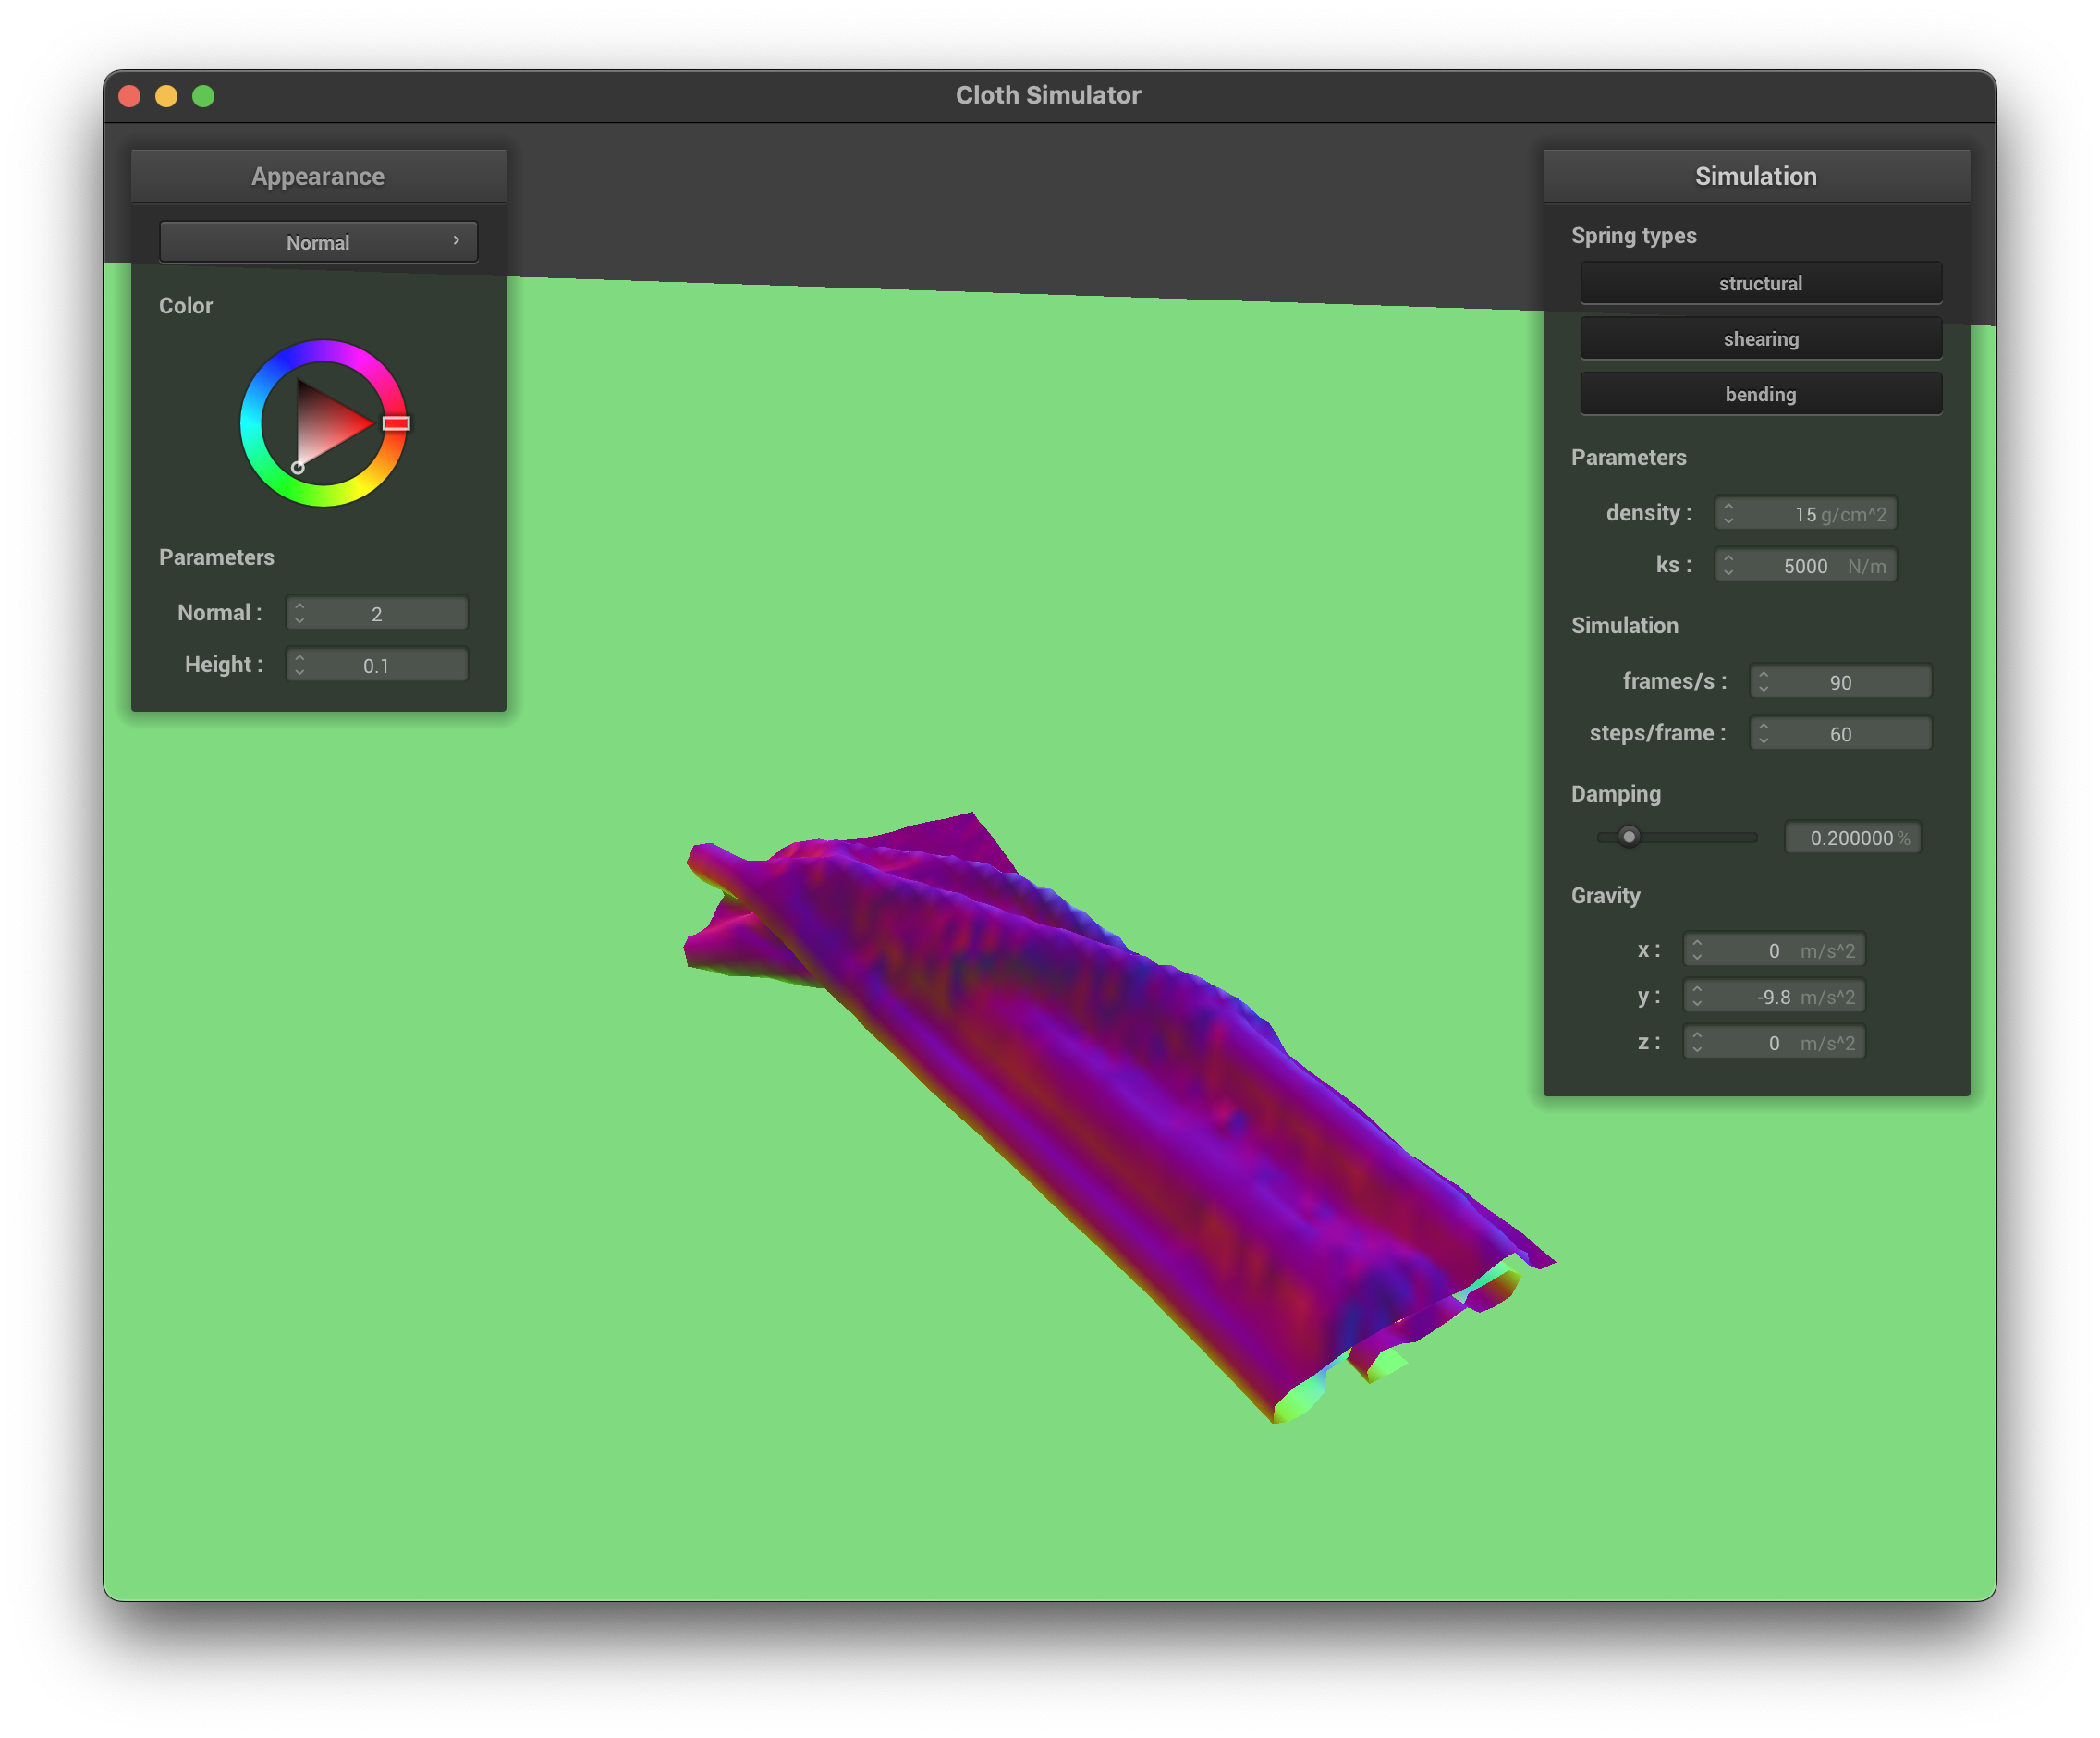 Cloth Simulator
Appearance
Normal
Color
Parameters
Normal :
2
Height :
0.1
Simulation
Spring types
structural
shearing
bending
Parameters
density :
15 g/cm^2
ks :
5000 N/m
Simulation
frames/s :
90
steps/frame :
60
Damping
0.200000 %
Gravity
x :
0 m/s^2
y :
-9.8 m/s^2
z :
0 m/s^2